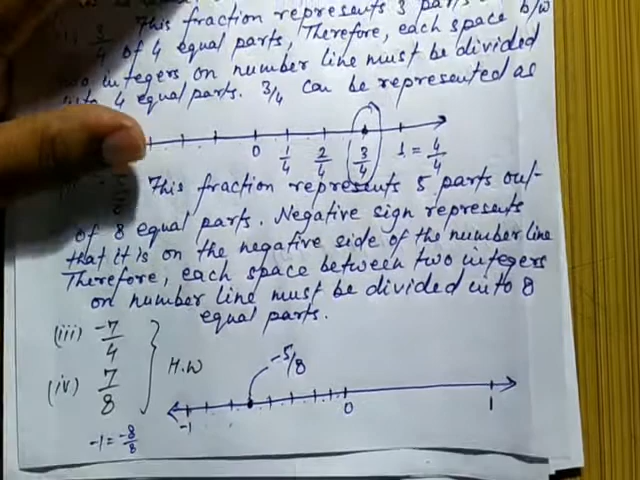 This fraction represents 3 parts
3/4 of 4 equal parts, Therefore, each space b/w
integers on number line must be divided
into 4 equal parts. 3/4 can be represented as
0 1/4 2/4 3/4 1 = 4/4
This fraction represents 5 parts out-
of 8 equal parts. Negative sign represents
that it is on the negative side of the number line
Therefore, each space between two integers
on number line must be divided into 8
equal parts.
(iii) -7/4
(iv) 7/8
H.W
-5/8
-1 0 1
-1 = -8/8